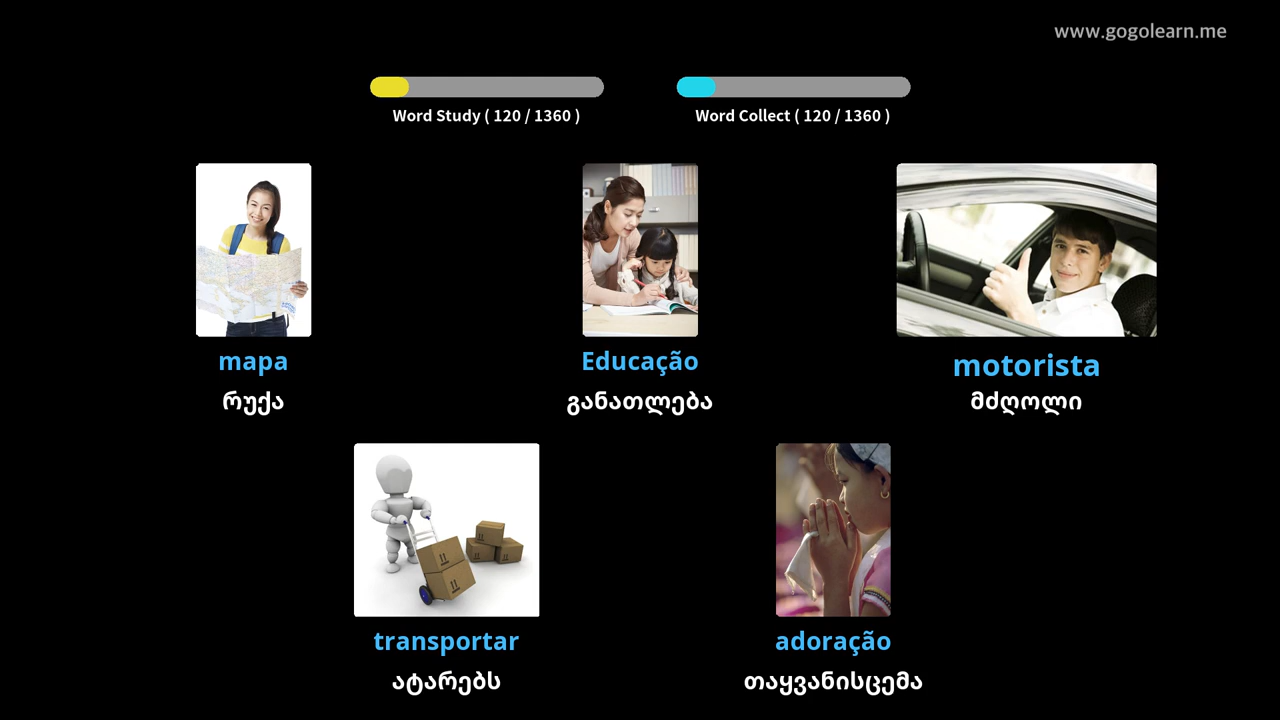 www.gogolearn.me
Word Study ( 120 / 1360 )
Word Collect ( 120 / 1360 )
mapa
რუქა
Educação
განათლება
motorista
მძღოლი
transportar
ატარებს
adoração
თაყვანისცემა